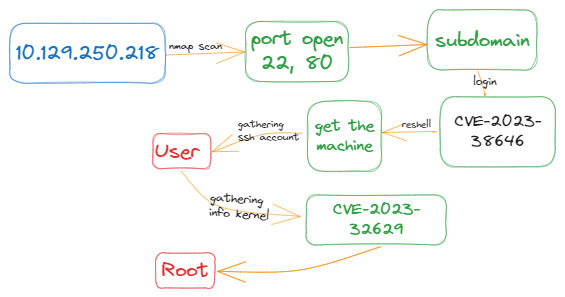 10.129.250.218
nmap scan
port open
22, 80
subdomain
login
CVE-2023-
38646
reshell
get the
machine
gathering
ssh account
User
gathering
info kernel
CVE-2023-
32629
Root